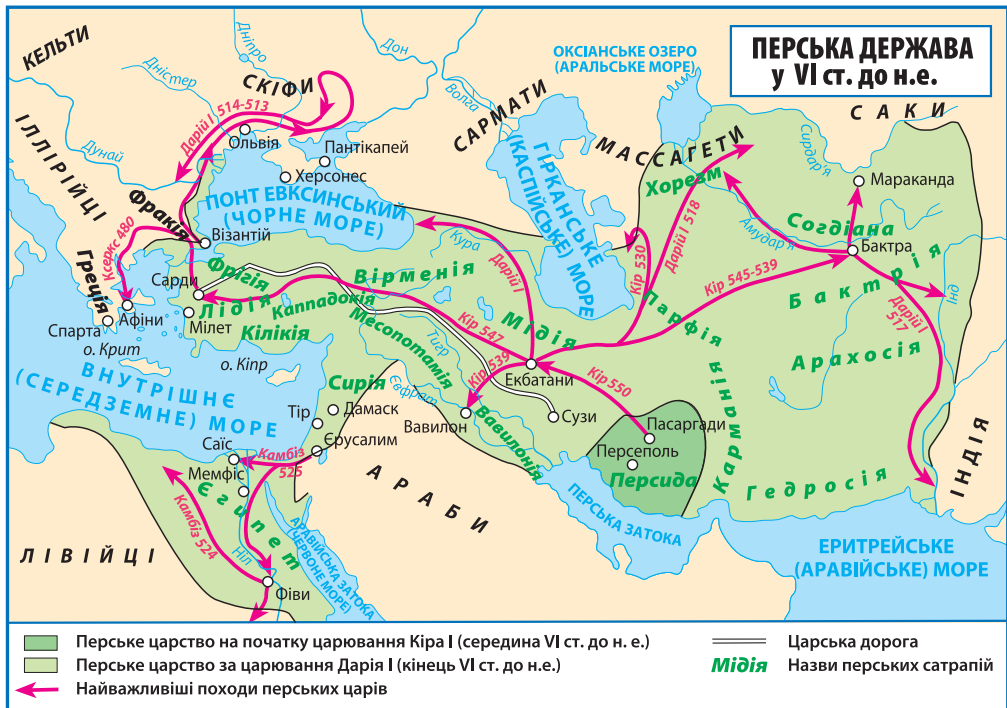 ПЕРСЬКА ДЕРЖАВА
у VI ст. до н.е.
КЕЛЬТИ
Дністер
Дніпро
Дон
Волга
ОКСІАНСЬКЕ ОЗЕРО
(АРАЛЬСЬКЕ МОРЕ)
СКІФИ
САРМАТИ
МАССАГЕТИ
САКИ
Сирдар'я
ІЛЛІРІЙЦІ
Дунай
Дарій І 514-513
Ольвія
Пантікапей
Херсонес
ГІРКАНСЬКЕ
(КАСПИСЬКЕ) МОРЕ
Хорезм
Мараканда
Фракія
ПОНТ ЕВКСИНСЬКИЙ
(ЧОРНЕ МОРЕ)
Візантій
Кура
Дарій І 518
Амудар'я
Согдіана
Бактра
Ксеркс 480
Греція
Сарди
Фрігія
Лідія
Каппадокія
Вірменія
Дарій І
Кір 530
Кір 545-539
Бактрія
Інд
Дарій І
517
Афіни
Спарта
Мілет
Кілікія
Месопотамія
Тигр
Кір 547
Мідія
Парфія
Арахосія
о. Крит
о. Кіпр
ВНУТРІШНЄ
(СЕРЕДЗЕМНЕ) МОРЕ
Сирія
Євфрат
Кір 539
Екбатани
Кір 550
Тір
Дамаск
Вавилон
Вавилонія
Сузи
Пасаргади
Персеполь
Персида
Карманія
Гедросія
ІНДІЯ
Саїс
Єрусалим
Камбіз
525
Мемфіс
Єгипет
АРАБИ
ПЕРСЬКА ЗАТОКА
Камбіз 524
ЛІВІЙЦІ
Ніл
АРАВІЙСЬКА ЗАТОКА
(ЧЕРВОНЕ МОРЕ)
Фіви
ЕРИТРЕЙСЬКЕ
(АРАВІЙСЬКЕ) МОРЕ
Перське царство на початку царювання Кіра І (середина VI ст. до н. е.)
Перське царство за царювання Дарія І (кінець VI ст. до н.е.)
Найважливіші походи перських царів
Царська дорога
Мідія Назви перських сатрапій